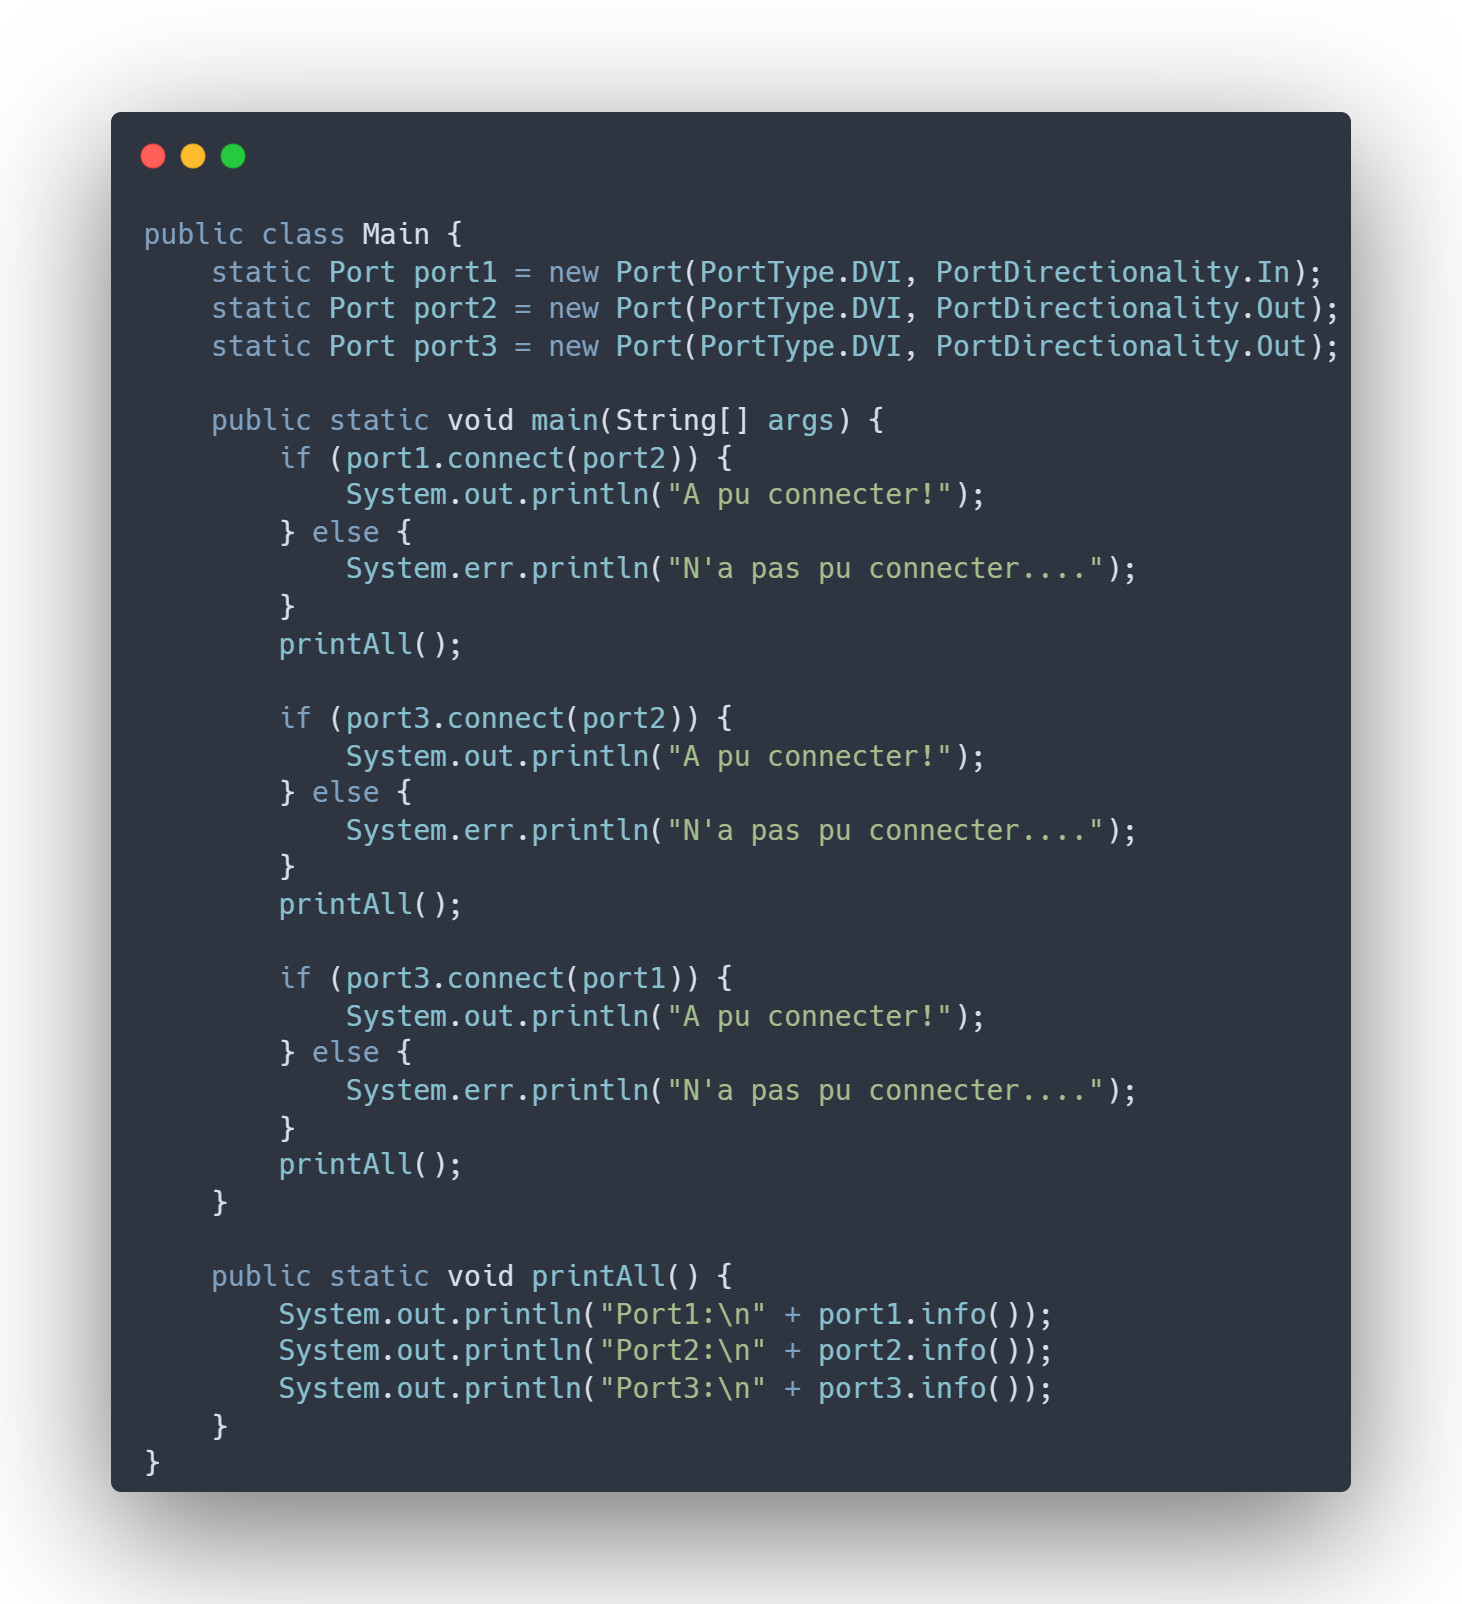 public class Main {
    static Port port1 = new Port(PortType.DVI, PortDirectionality.In);
    static Port port2 = new Port(PortType.DVI, PortDirectionality.Out);
    static Port port3 = new Port(PortType.DVI, PortDirectionality.Out);

    public static void main(String[] args) {
        if (port1.connect(port2)) {
            System.out.println("A pu connecter!");
        } else {
            System.err.println("N'a pas pu connecter....");
        }
        printAll();

        if (port3.connect(port2)) {
            System.out.println("A pu connecter!");
        } else {
            System.err.println("N'a pas pu connecter....");
        }
        printAll();

        if (port3.connect(port1)) {
            System.out.println("A pu connecter!");
        } else {
            System.err.println("N'a pas pu connecter....");
        }
        printAll();
    }

    public static void printAll() {
        System.out.println("Port1:\n" + port1.info());
        System.out.println("Port2:\n" + port2.info());
        System.out.println("Port3:\n" + port3.info());
    }
}